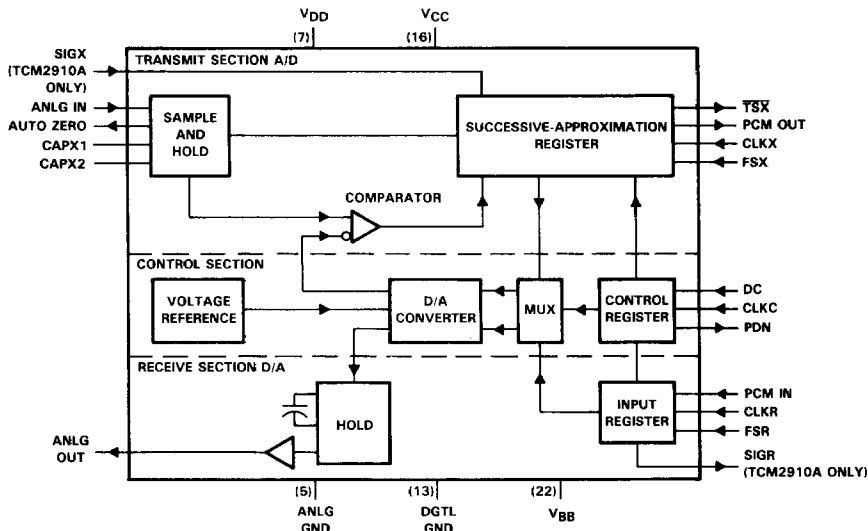 VDD
VCC
(7)
(16)
SIGX
(TCM2910A
ONLY)
TRANSMIT SECTION A/D
ANLG IN
AUTO ZERO
CAPX1
CAPX2
SAMPLE
AND
HOLD
SUCCESSIVE-APPROXIMATION
REGISTER
TSX
PCM OUT
CLKX
FSX
COMPARATOR
CONTROL SECTION
VOLTAGE
REFERENCE
D/A
CONVERTER
MUX
CONTROL
REGISTER
DC
CLKC
PDN
RECEIVE SECTION D/A
HOLD
INPUT
REGISTER
PCM IN
CLKR
FSR
ANLG
OUT
SIGR
(TCM2910A ONLY)
(5)
(13)
(22)
ANLG
GND
DGTL
GND
VBB